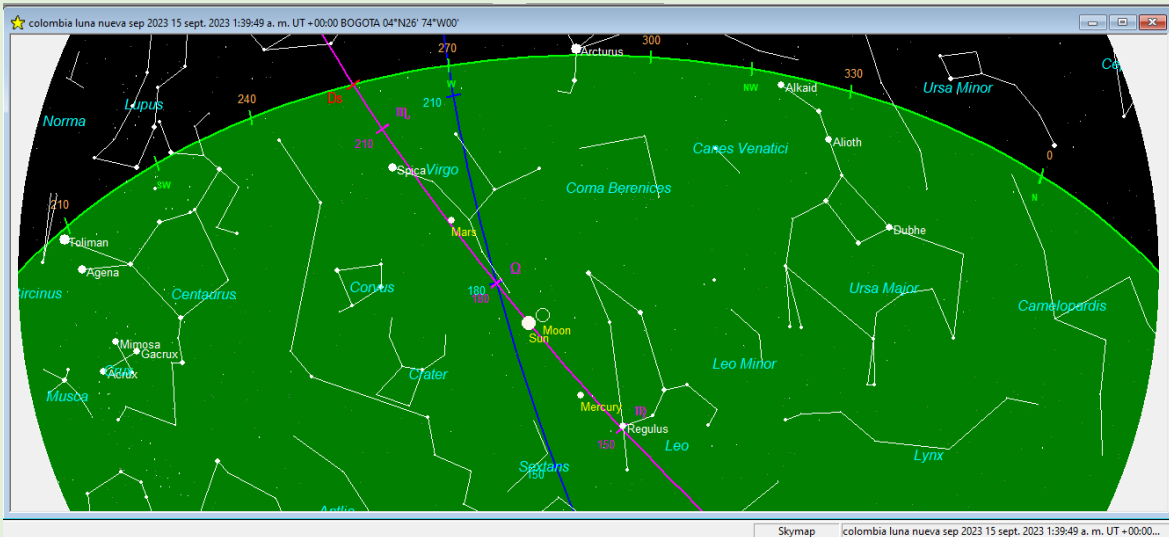 colombia luna nueva sep 2023 15 sept. 2023 1:39:49 a. m. UT +00:00 BOGOTA 04°N26' 74°W00'
Arcturus
270
300
330
Ursa Minor
Alkaid
Lupus
240
Ds
W
210
NW
Norma
♏
210
Alioth
0
Virgo
Canes Venatici
Spica
SW
Coma Berenices
N
210
Mars
Dubhe
Toliman
Agena
Ω
Centaurus
Corvus
180
180
Ursa Major
Camelopardis
Moon
Sun
Mimosa
Gacrux
Leo Minor
Acrux
Crux
Crater
Musca
Mercury
♍
Regulus
150
Leo
Lynx
Sextans
150
Skymap
colombia luna nueva sep 2023 15 sept. 2023 1:39:49 a. m. UT +00:00...